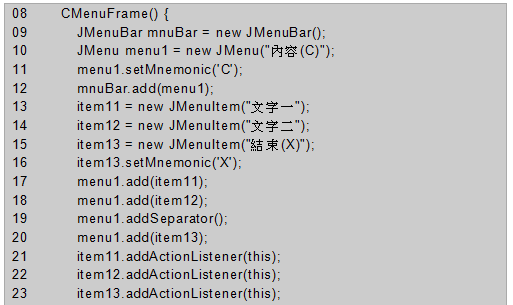 08 CMenuFrame() {
09 JMenuBar mnuBar = new JMenuBar();
10 JMenu menu1 = new JMenu("內容(C)");
11 menu1.setMnemonic('C');
12 mnuBar.add(menu1);
13 item11 = new JMenuItem("文字一");
14 item12 = new JMenuItem("文字二");
15 item13 = new JMenuItem("結束(X)");
16 item13.setMnemonic('X');
17 menu1.add(item11);
18 menu1.add(item12);
19 menu1.addSeparator();
20 menu1.add(item13);
21 item11.addActionListener(this);
22 item12.addActionListener(this);
23 item13.addActionListener(this);